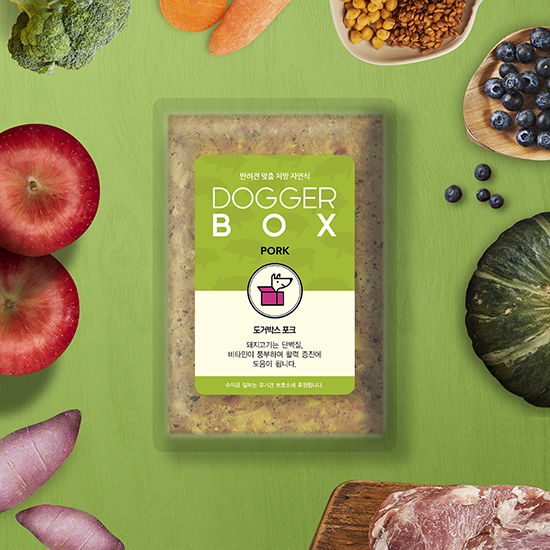 반려견 맞춤 처방 자연식
DOGGER
BOX
PORK
도거박스 포크
돼지고기는 단백질,
비타민이 풍부하여 활력 증진에
도움이 됩니다.
수익금 일부는 유기견 보호소에 후원됩니다.